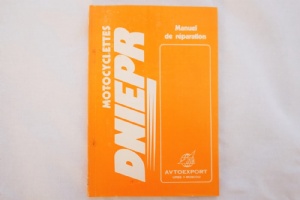 MOTOCYCLETTES
DNIEPR
Manuel
de réparation
AVTOEXPORT